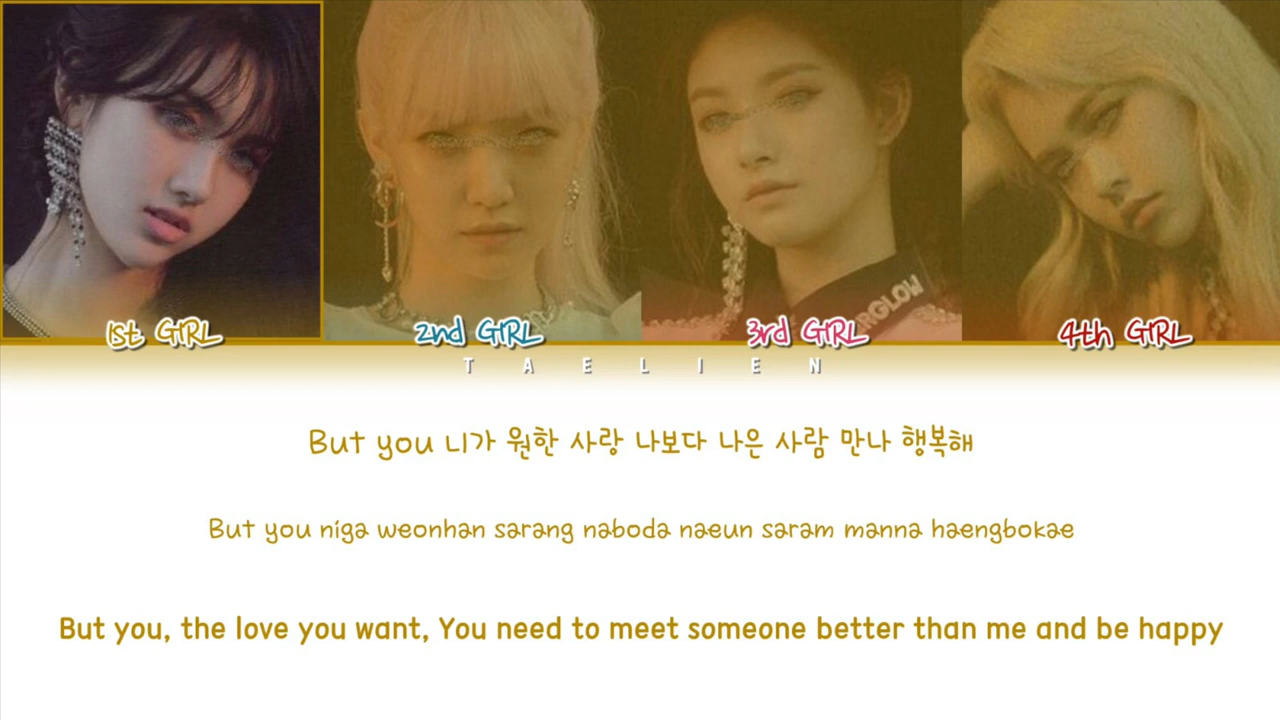 1st GIRL
2nd GIRL
3rd GIRL
4th GIRL
ERGLOW
TAELIEN
But you 니가 원한 사랑 나보다 나은 사람 만나 행복해
But you niga weonhan sarang naboda naeun saram manna haengbokae
But you, the love you want, You need to meet someone better than me and be happy